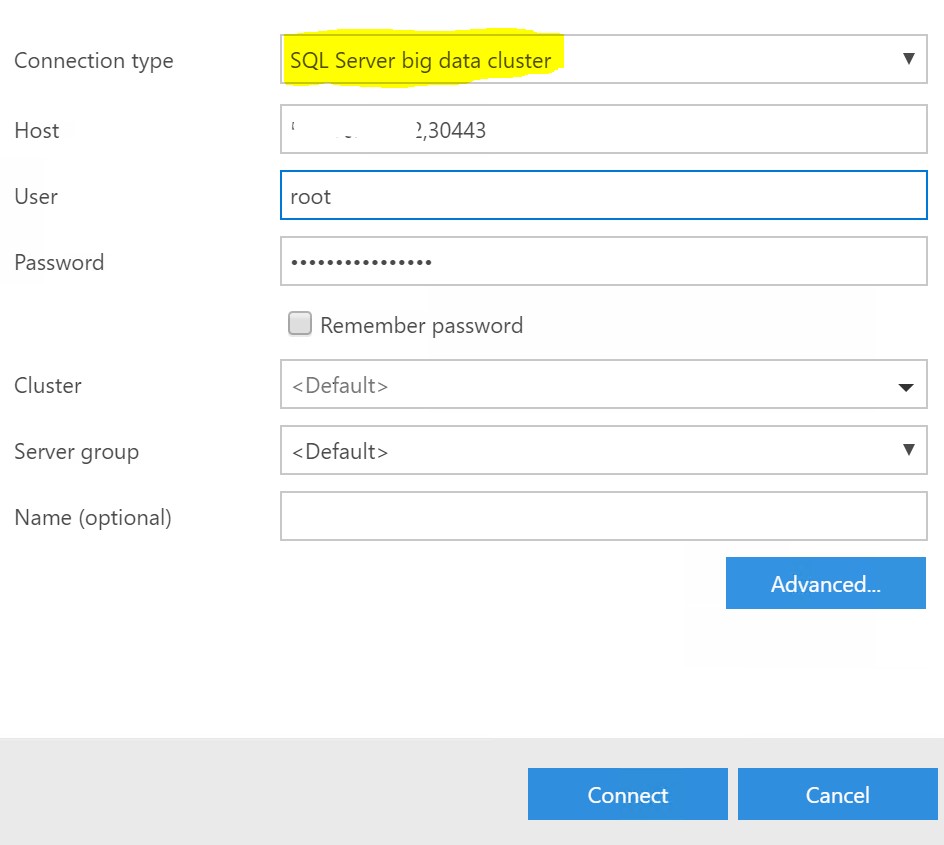 Connection type
SQL Server big data cluster
Host
2,30443
User
root
Password
••••••••••••••••
Remember password
Cluster
<Default>
Server group
<Default>
Name (optional)
Advanced...
Connect
Cancel